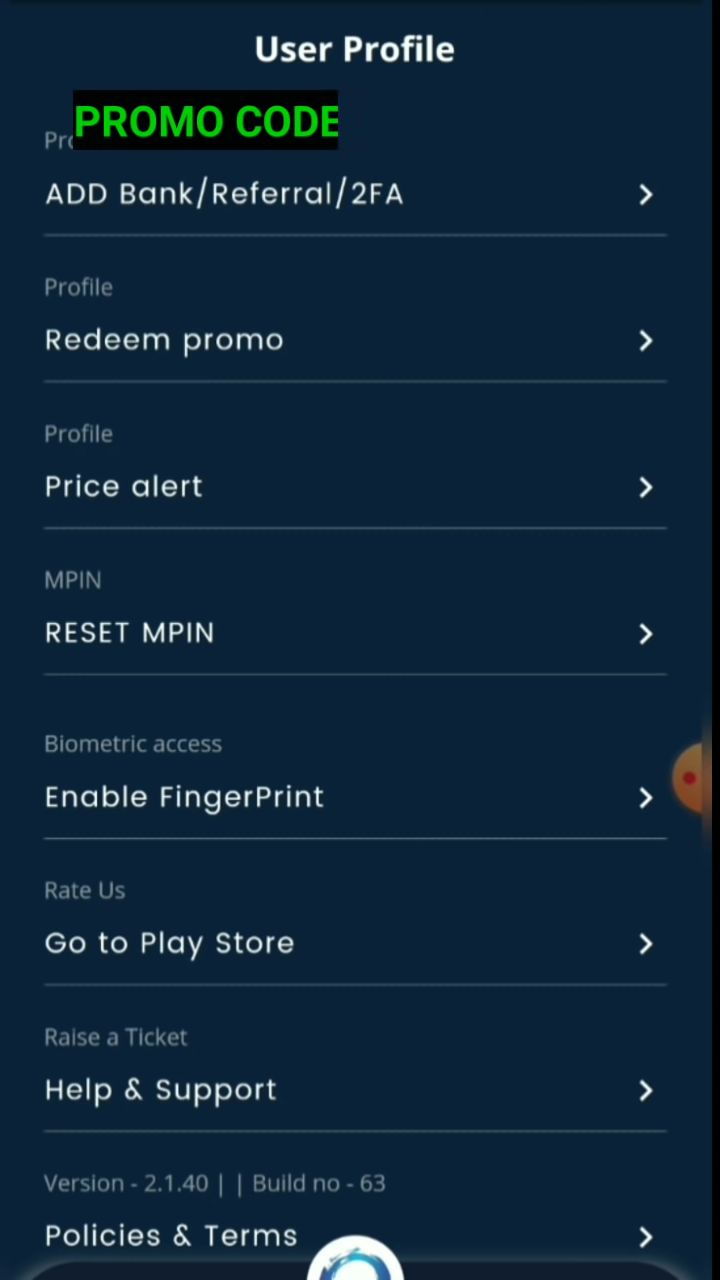 User Profile
PROMO CODE
ADD Bank/Referral/2FA
Profile
Redeem promo
Profile
Price alert
MPIN
RESET MPIN
Biometric access
Enable FingerPrint
Rate Us
Go to Play Store
Raise a Ticket
Help & Support
Version - 2.1.40 | | Build no - 63
Policies & Terms